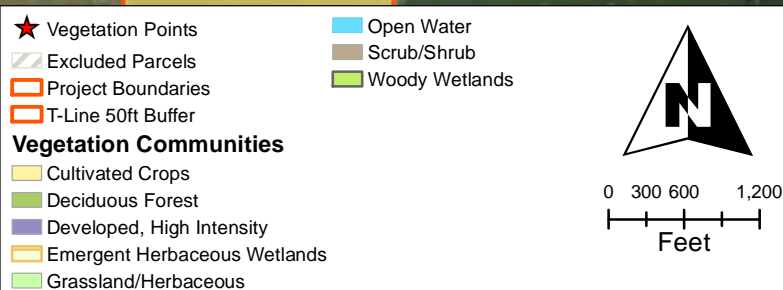 Vegetation Points
Excluded Parcels
Project Boundaries
T-Line 50ft Buffer
Vegetation Communities
Cultivated Crops
Deciduous Forest
Developed, High Intensity
Emergent Herbaceous Wetlands
Grassland/Herbaceous
Open Water
Scrub/Shrub
Woody Wetlands
N
0 300 600 1,200
Feet